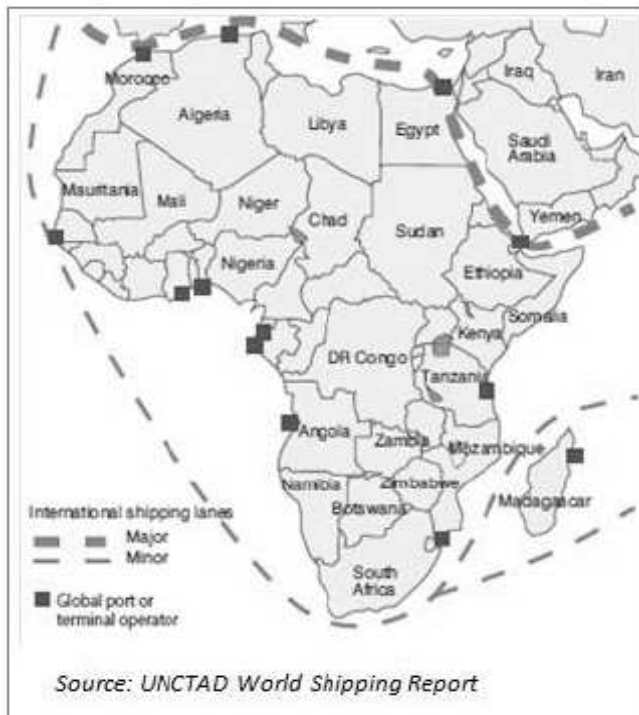 Morocco
Algeria
Libya
Egypt
Iraq
Iran
Saudi
Arabia
Mauritania
Mali
Niger
Chad
Sudan
Yemen
Nigeria
Ethiopia
Somalia
Kenya
DR Congo
Tanzania
Angola
Zambia
Mozambique
Namibia
Zimbabwe
Botswana
Madagascar
South
Africa
International shipping lanes
Major
Minor
Global port or
terminal operator
Source: UNCTAD World Shipping Report